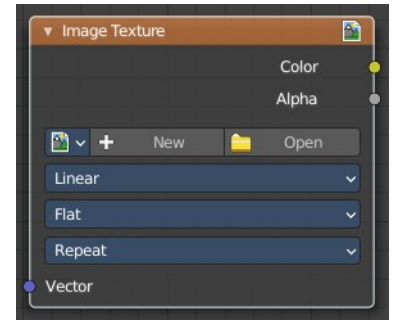 Image Texture
Color
Alpha
New Open
Linear
Flat
Repeat
Vector